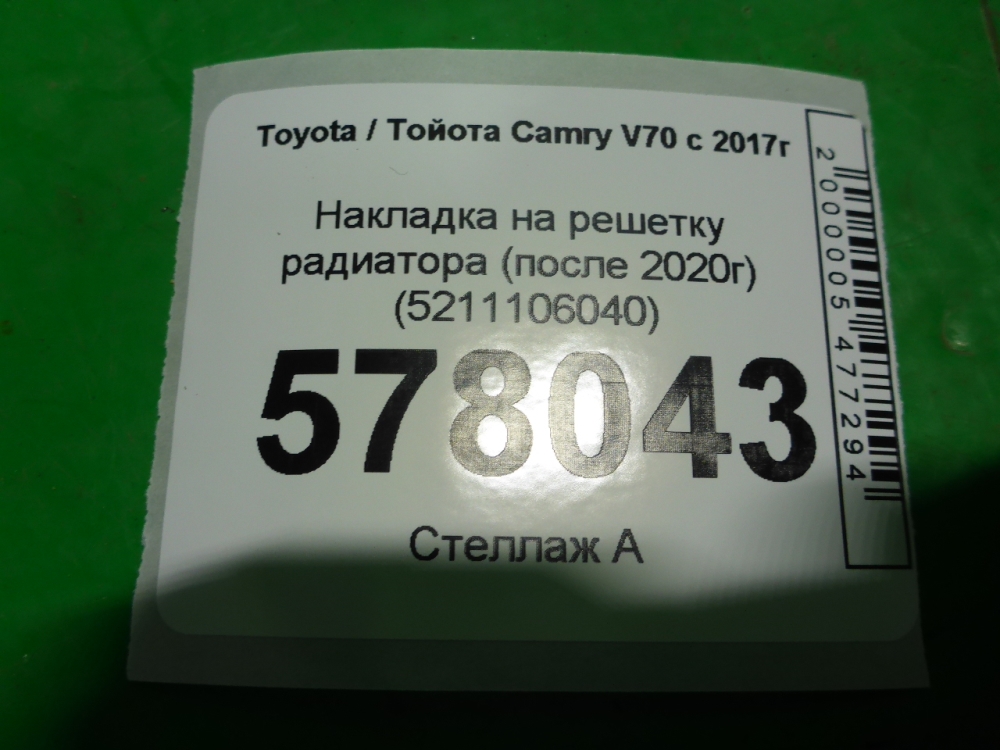 Toyota / Тойота Camry V70 с 2017г
Накладка на решетку
радиатора (после 2020г)
(5211106040)
578043
Стеллаж А
2000005477294